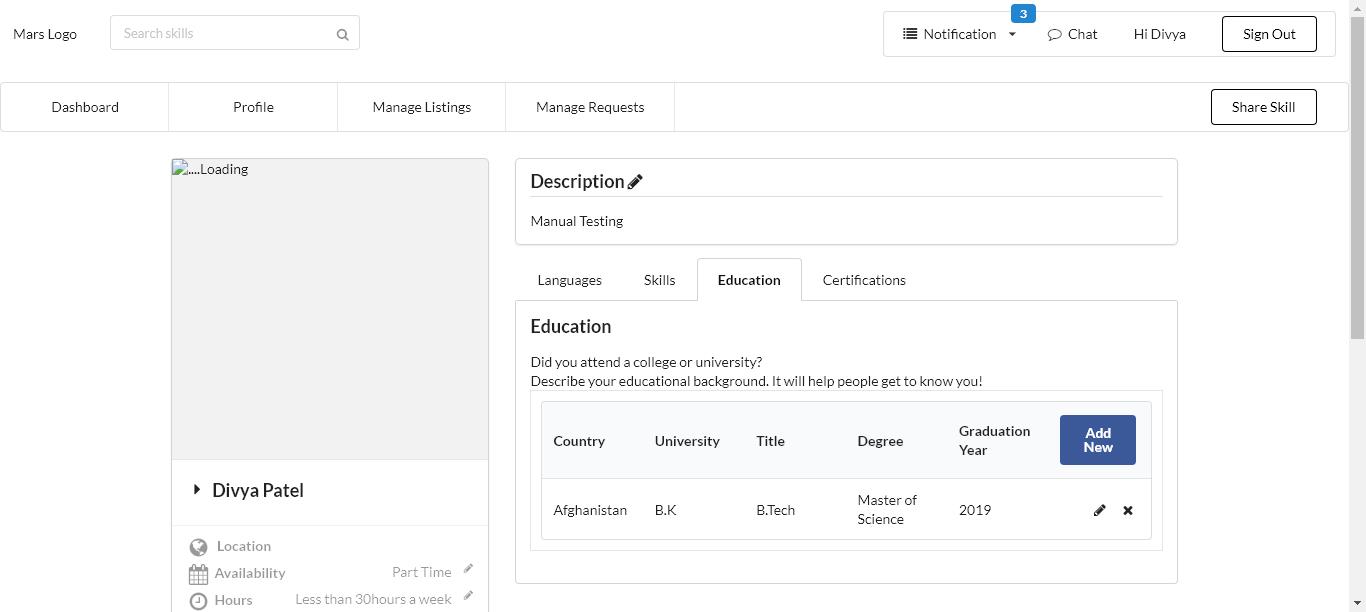 Mars Logo
Search skills
3
Notification
Chat
Hi Divya
Sign Out
Dashboard
Profile
Manage Listings
Manage Requests
Share Skill
....Loading
Divya Patel
Location
Availability
Part Time
Hours
Less than 30hours a week
Description
Manual Testing
Languages
Skills
Education
Certifications
Education
Did you attend a college or university?
Describe your educational background. It will help people get to know you!
Country
University
Title
Degree
Graduation
Year
Add
New
Afghanistan
B.K
B.Tech
Master of
Science
2019